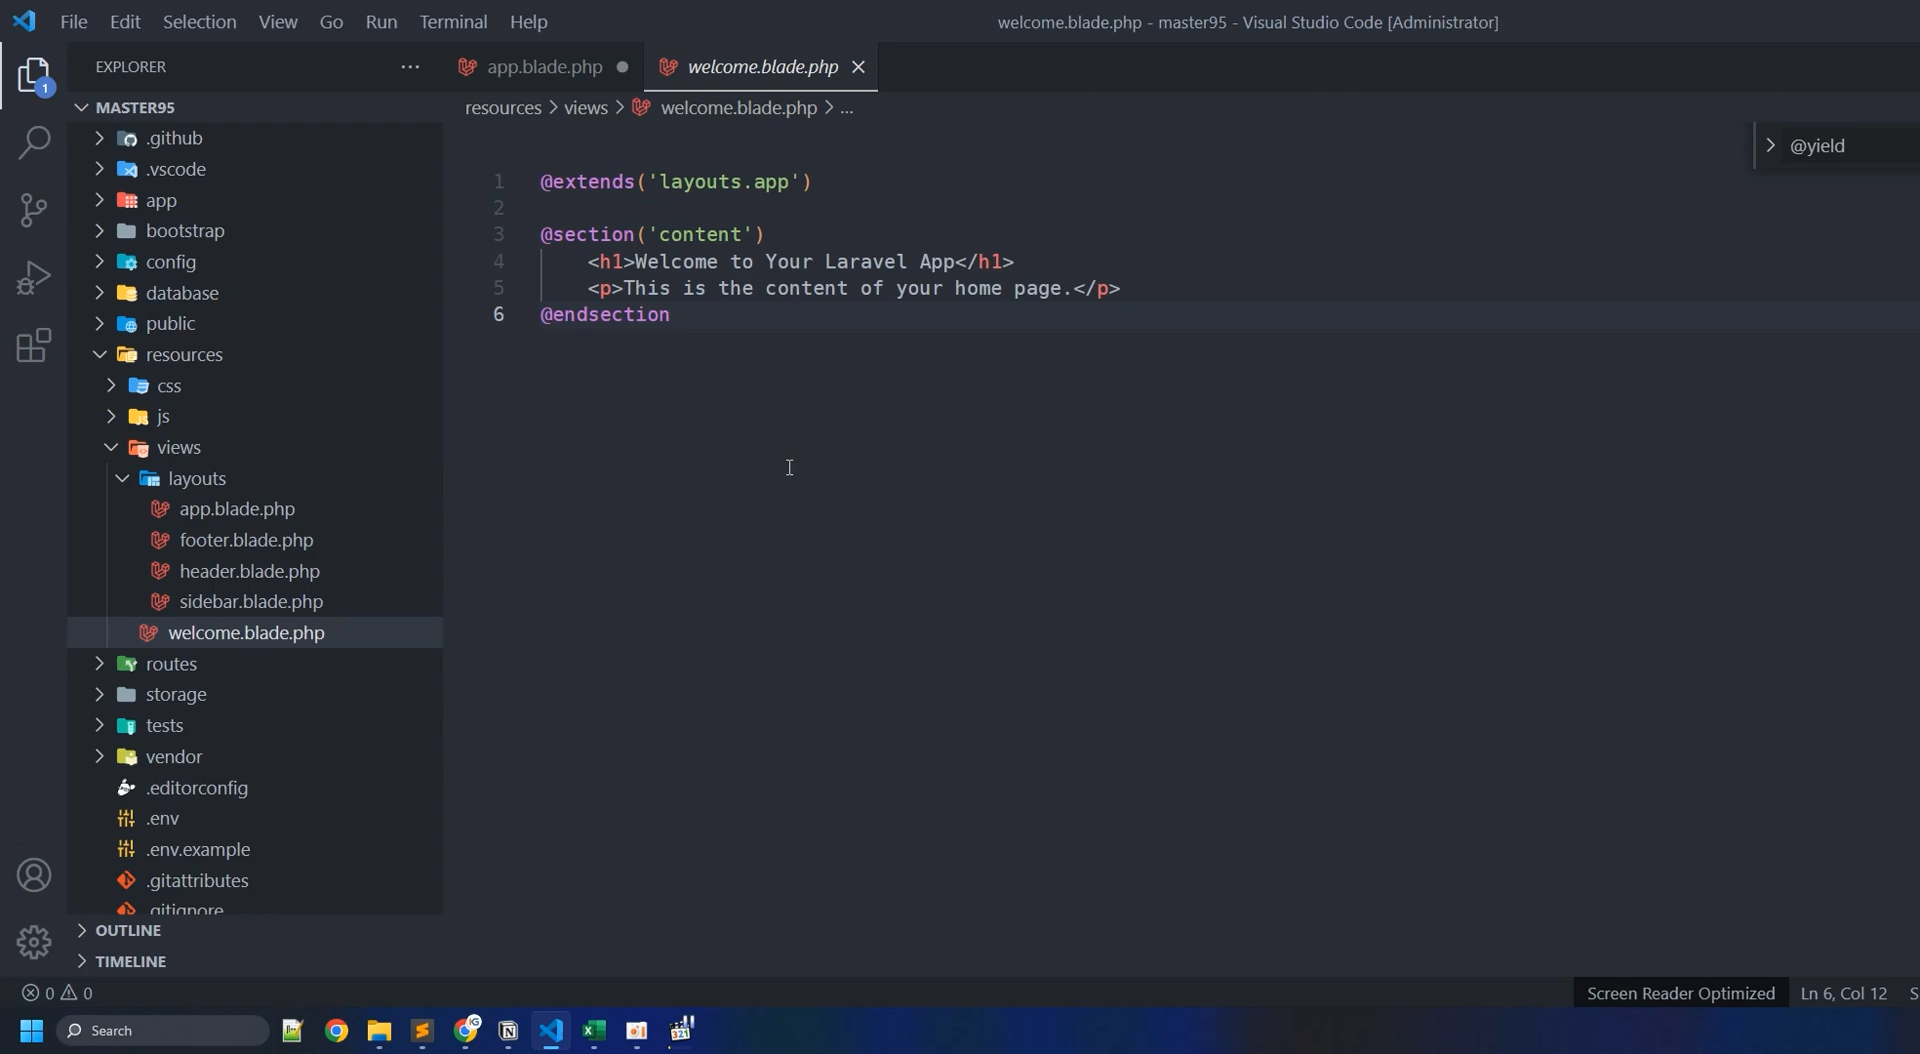 File Edit Selection View Go Run Terminal Help
welcome.blade.php - master95 - Visual Studio Code [Administrator]
EXPLORER ...
app.blade.php
welcome.blade.php
MASTER95
resources > views > welcome.blade.php > ...
@yield
.github
.vscode
app
bootstrap
config
database
public
resources
css
js
views
layouts
app.blade.php
footer.blade.php
header.blade.php
sidebar.blade.php
welcome.blade.php
routes
storage
tests
vendor
.editorconfig
.env
.env.example
.gitattributes
.gitignore
OUTLINE
TIMELINE
1 @extends('layouts.app')
2
3 @section('content')
4 <h1>Welcome to Your Laravel App</h1>
5 <p>This is the content of your home page.</p>
6 @endsection
1
0 0
Screen Reader Optimized Ln 6, Col 12 S
Search
IG
N
321